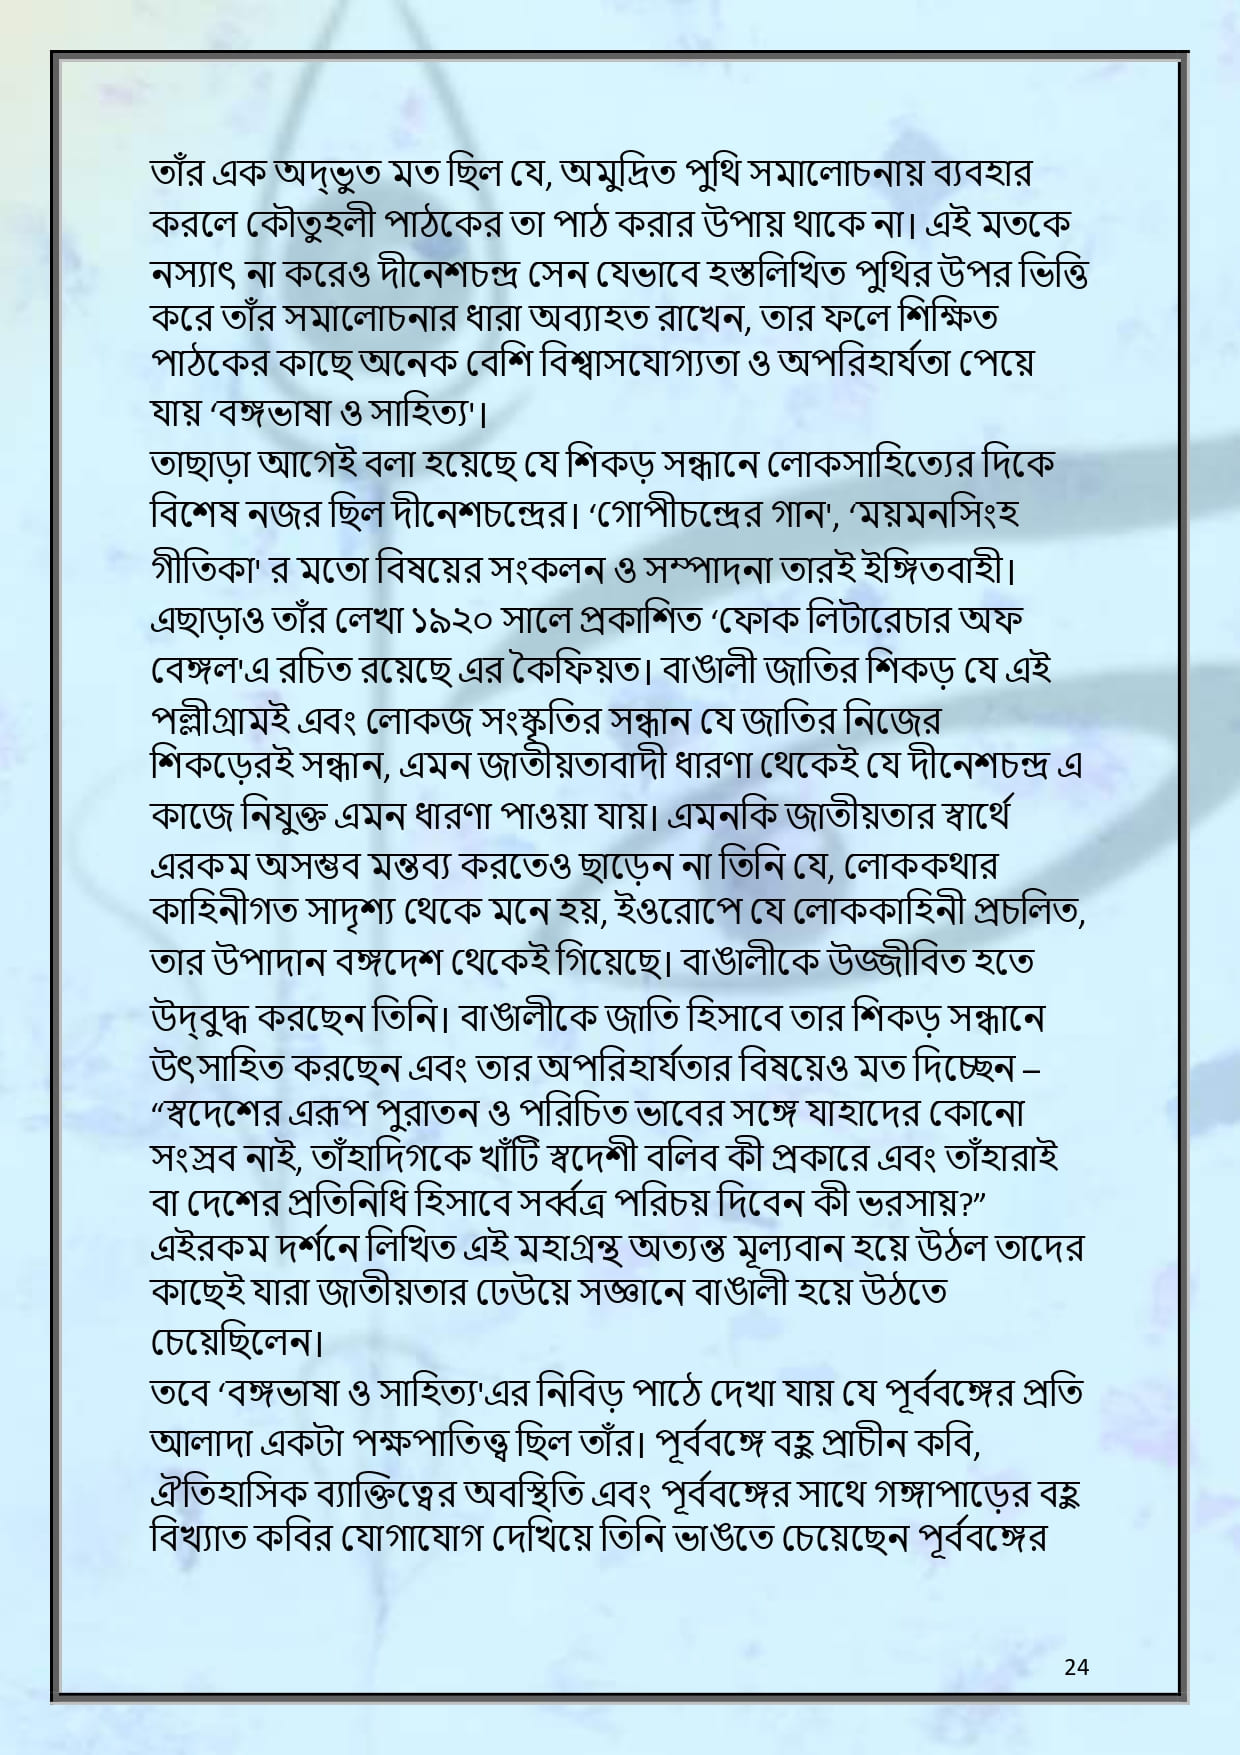 তাঁর এক অদ্ভুত মত ছিল যে, অমুদ্রিত পুথি সমালোচনায় ব্যবহার
করলে কৌতুহলী পাঠকের তা পাঠ করার উপায় থাকে না। এই মতকে
নস্যাৎ না করেও দীনেশচন্দ্র সেন যেভাবে হস্তলিখিত পুথির উপর ভিত্তি
করে তাঁর সমালোচনার ধারা অব্যাহত রাখেন, তার ফলে শিক্ষিত
পাঠকের কাছে অনেক বেশি বিশ্বাসযোগ্যতা ও অপরিহার্যতা পেয়ে
যায় ‘বঙ্গভাষা ও সাহিত্য'।
তাছাড়া আগেই বলা হয়েছে যে শিকড় সন্ধানে লোকসাহিত্যের দিকে
বিশেষ নজর ছিল দীনেশচন্দ্রের। ‘গোপীচন্দ্রের গান', ‘ময়মনসিংহ
গীতিকা' র মতো বিষয়ের সংকলন ও সম্পাদনা তারই ইঙ্গিতবাহী।
এছাড়াও তাঁর লেখা ১৯২০ সালে প্রকাশিত ‘ফোক লিটারেচার অফ
বেঙ্গল'এ রচিত রয়েছে এর কৈফিয়ত। বাঙালী জাতির শিকড় যে এই
পল্লীগ্রামই এবং লোকজ সংস্কৃতির সন্ধান যে জাতির নিজের
শিকড়েরই সন্ধান, এমন জাতীয়তাবাদী ধারণা থেকেই যে দীনেশচন্দ্র এ
কাজে নিযুক্ত এমন ধারণা পাওয়া যায়। এমনকি জাতীয়তার স্বার্থে
এরকম অসম্ভব মন্তব্য করতেও ছাড়েন না তিনি যে, লোককথার
কাহিনীগত সাদৃশ্য থেকে মনে হয়, ইওরোপে যে লোককাহিনী প্রচলিত,
তার উপাদান বঙ্গদেশ থেকেই গিয়েছে। বাঙালীকে উজ্জীবিত হতে
উদ্বুদ্ধ করছেন তিনি। বাঙালীকে জাতি হিসাবে তার শিকড় সন্ধানে
উৎসাহিত করছেন এবং তার অপরিহার্যতার বিষয়েও মত দিচ্ছেন –
“স্বদেশের এরূপ পুরাতন ও পরিচিত ভাবের সঙ্গে যাহাদের কোনো
সংস্রব নাই, তাঁহাদিগকে খাঁটি স্বদেশী বলিব কী প্রকারে এবং তাঁহারাই
বা দেশের প্রতিনিধি হিসাবে সর্ব্বত্র পরিচয় দিবেন কী ভরসায়?”
এইরকম দর্শনে লিখিত এই মহাগ্রন্থ অত্যন্ত মূল্যবান হয়ে উঠল তাদের
কাছেই যারা জাতীয়তার ঢেউয়ে সজ্ঞানে বাঙালী হয়ে উঠতে
চেয়েছিলেন।
তবে ‘বঙ্গভাষা ও সাহিত্য'এর নিবিড় পাঠে দেখা যায় যে পূর্ববঙ্গের প্রতি
আলাদা একটা পক্ষপাতিত্ত্ব ছিল তাঁর। পূর্ববঙ্গে বহু প্রাচীন কবি,
ঐতিহাসিক ব্যাক্তিত্বের অবস্থিতি এবং পূর্ববঙ্গের সাথে গঙ্গাপাড়ের বহু
বিখ্যাত কবির যোগাযোগ দেখিয়ে তিনি ভাঙতে চেয়েছেন পূর্ববঙ্গের
24